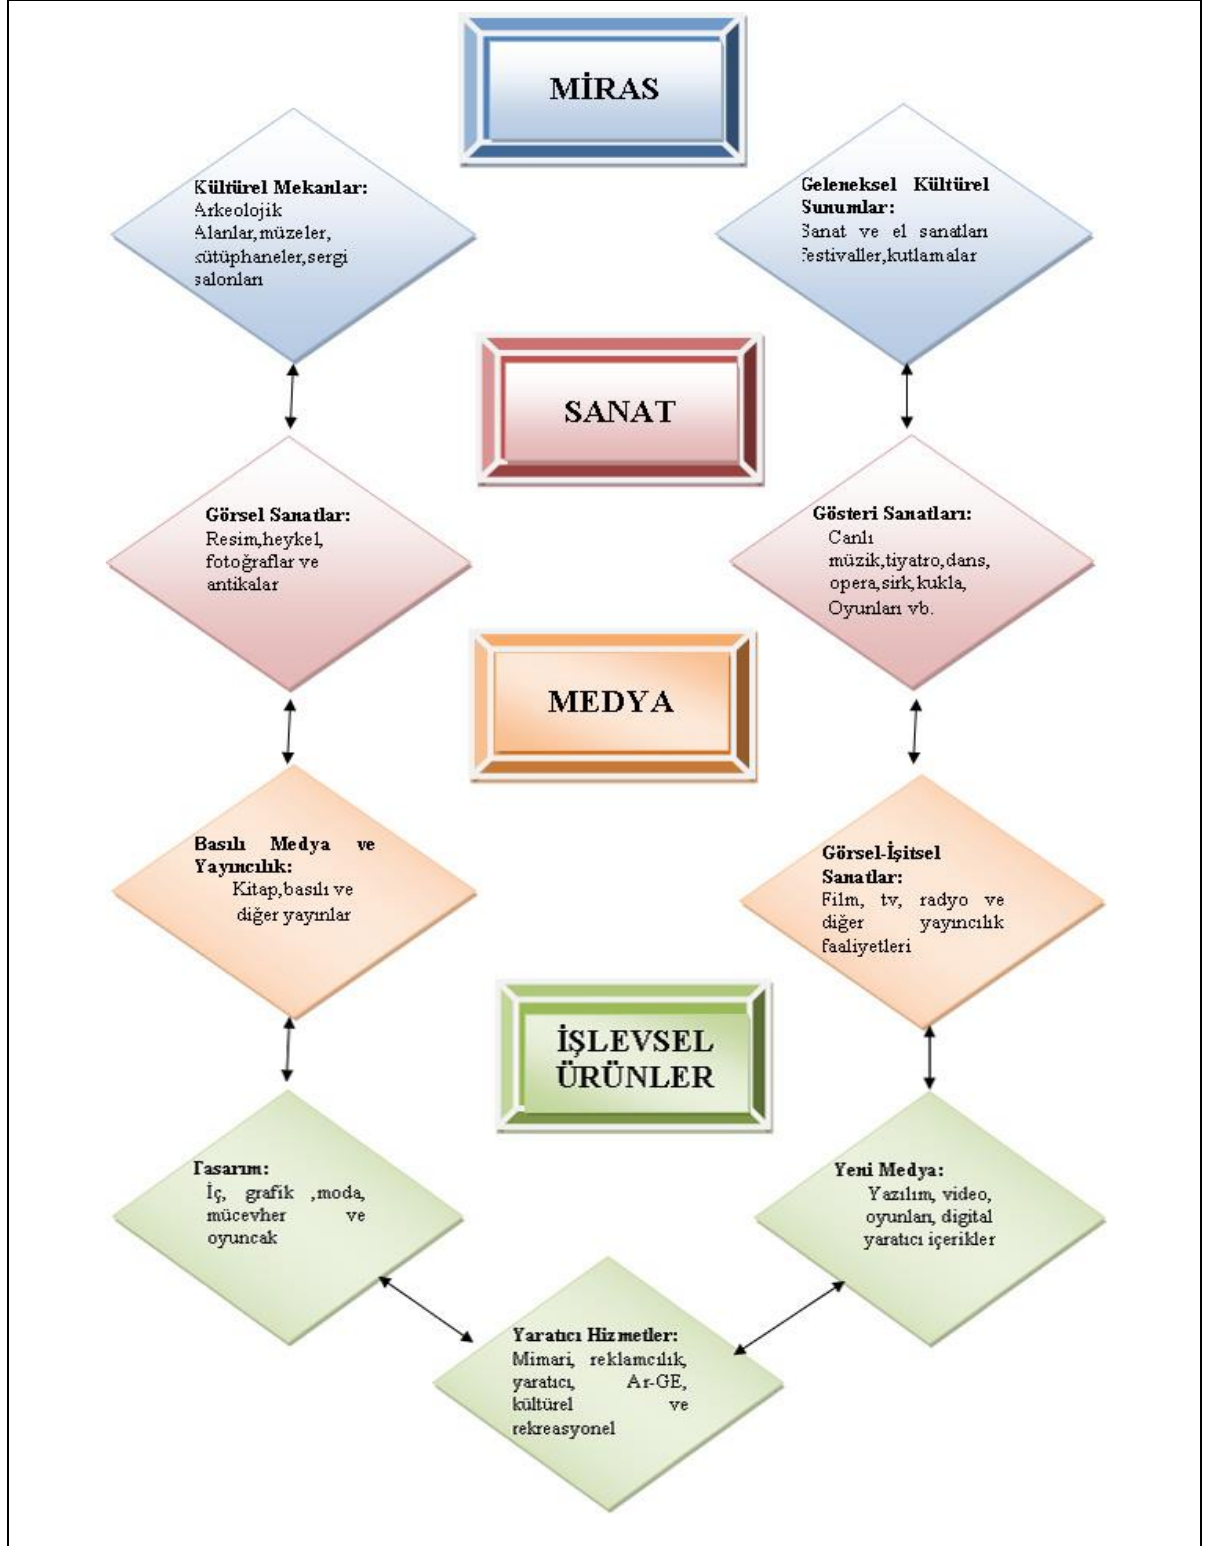 MİRAS
Kültürel Mekanlar:
Arkeolojik
Alanlar,müzeler,
kütüphaneler,sergi
salonları
Geleneksel Kültürel
Sunumlar:
Sanat ve el sanatları
festivaller,kutlamalar
SANAT
Görsel Sanatlar:
Resim,heykel,
fotoğraflar ve
antikalar
Gösteri Sanatları:
Canlı
müzik,tiyatro,dans,
opera,sirk,kukla,
Oyunları vb.
MEDYA
Basılı Medya ve
Yayıncılık:
Kitap,basılı ve
diğer yayınlar
Görsel-İşitsel
Sanatlar:
Film, tv, radyo ve
diğer yayıncılık
faaliyetleri
İŞLEVSEL
ÜRÜNLER
Tasarım:
İç, grafik ,moda,
mücevher ve
oyuncak
Yeni Medya:
Yazılım, video,
oyunları, digital
yaratıcı içerikler
Yaratıcı Hizmetler:
Mimari, reklamcılık,
yaratıcı, Ar-GE,
kültürel ve
rekreasyonel